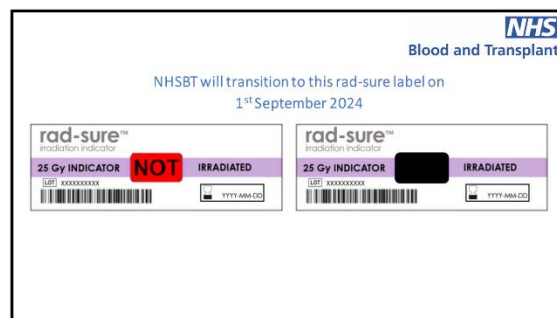 NHS
Blood and Transplant
NHSBT will transition to this rad-sure label on
1st September 2024
rad-sure™
irradiation indicator
25 Gy INDICATOR NOT IRRADIATED
LOT XXXXXXXXXX
YYYY-MM-DD
rad-sure™
irradiation indicator
25 Gy INDICATOR IRRADIATED
LOT XXXXXXXXXX
YYYY-MM-DD